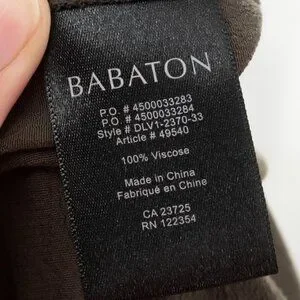 BABATON
P.O. # 4500033283
P.O. # 4500033284
Style # DLV1-2370-33
Article # 49540
100% Viscose
Made in China
Fabriqué en Chine
CA 23725
RN 122354